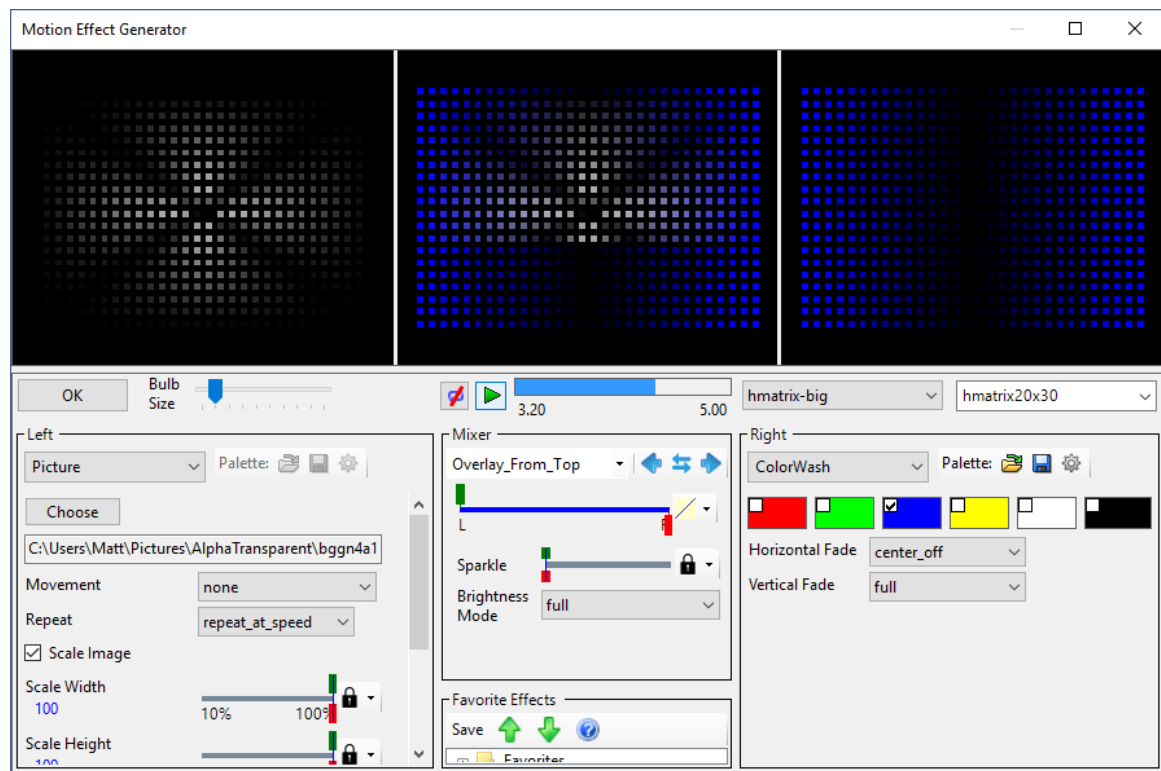 Motion Effect Generator
OK
Bulb Size
3.20
5.00
hmatrix-big
hmatrix20x30
Left
Picture
Palette:
Choose
C:\Users\Matt\Pictures\AlphaTransparent\bggn4a1
Movement
none
Repeat
repeat_at_speed
Scale Image
Scale Width
100
10%
100%
Scale Height
100
Mixer
Overlay_From_Top
L
Sparkle
Brightness Mode
full
Favorite Effects
Save
Favorites
Right
ColorWash
Palette:
Horizontal Fade
center_off
Vertical Fade
full